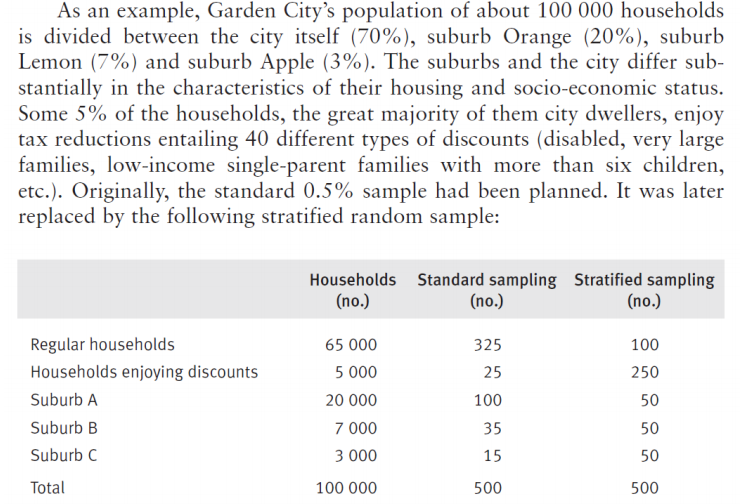 As an example, Garden City's population of about 100 000 households
is divided between the city itself (70%), suburb Orange (20%), suburb
Lemon (7%) and suburb Apple (3%). The suburbs and the city differ sub-
stantially in the characteristics of their housing and socio-economic status.
Some 5% of the households, the great majority of them city dwellers, enjoy
tax reductions entailing 40 different types of discounts (disabled, very large
families, low-income single-parent families with more than six children,
etc.). Originally, the standard 0.5% sample had been planned. It was later
replaced by the following stratified random sample:
Households Standard sampling Stratified sampling
(no.) (no.) (no.)
Regular households 65 000 325 100
Households enjoying discounts 5 000 25 250
Suburb A 20 000 100 50
Suburb B 7 000 35 50
Suburb C 3 000 15 50
Total 100 000 500 500